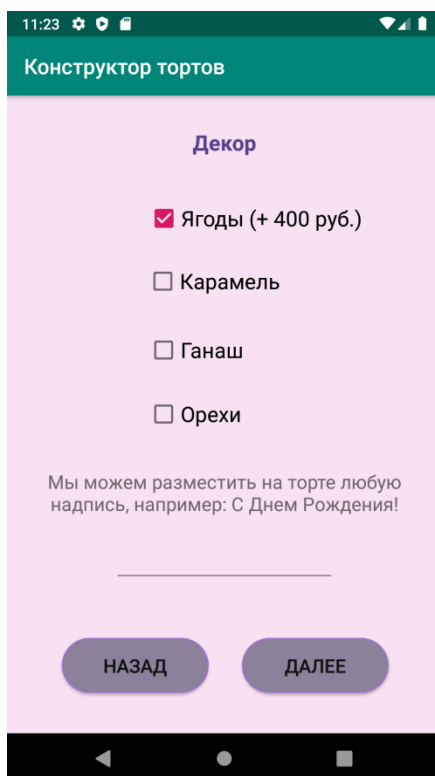 11:23
Конструктор тортов
Декор
Ягоды (+ 400 руб.)
Карамель
Ганаш
Орехи
Мы можем разместить на торте любую
надпись, например: С Днем Рождения!
НАЗАД ДАЛЕЕ